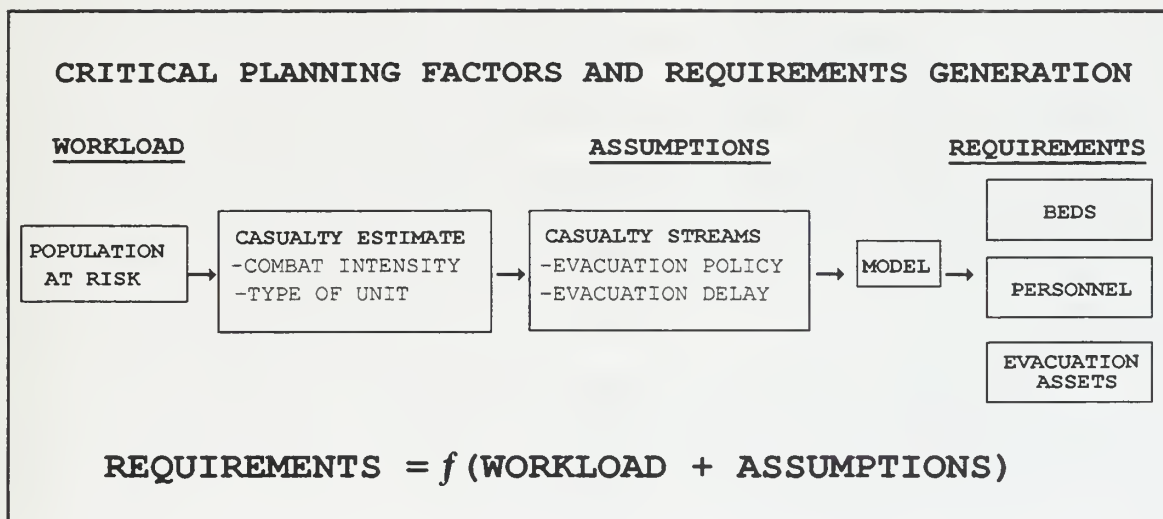 CRITICAL PLANNING FACTORS AND REQUIREMENTS GENERATION
WORKLOAD
ASSUMPTIONS
REQUIREMENTS
POPULATION
AT RISK
CASUALTY ESTIMATE
-COMBAT INTENSITY
-TYPE OF UNIT
CASUALTY STREAMS
-EVACUATION POLICY
-EVACUATION DELAY
MODEL
BEDS
PERSONNEL
EVACUATION
ASSETS
REQUIREMENTS = f (WORKLOAD + ASSUMPTIONS)